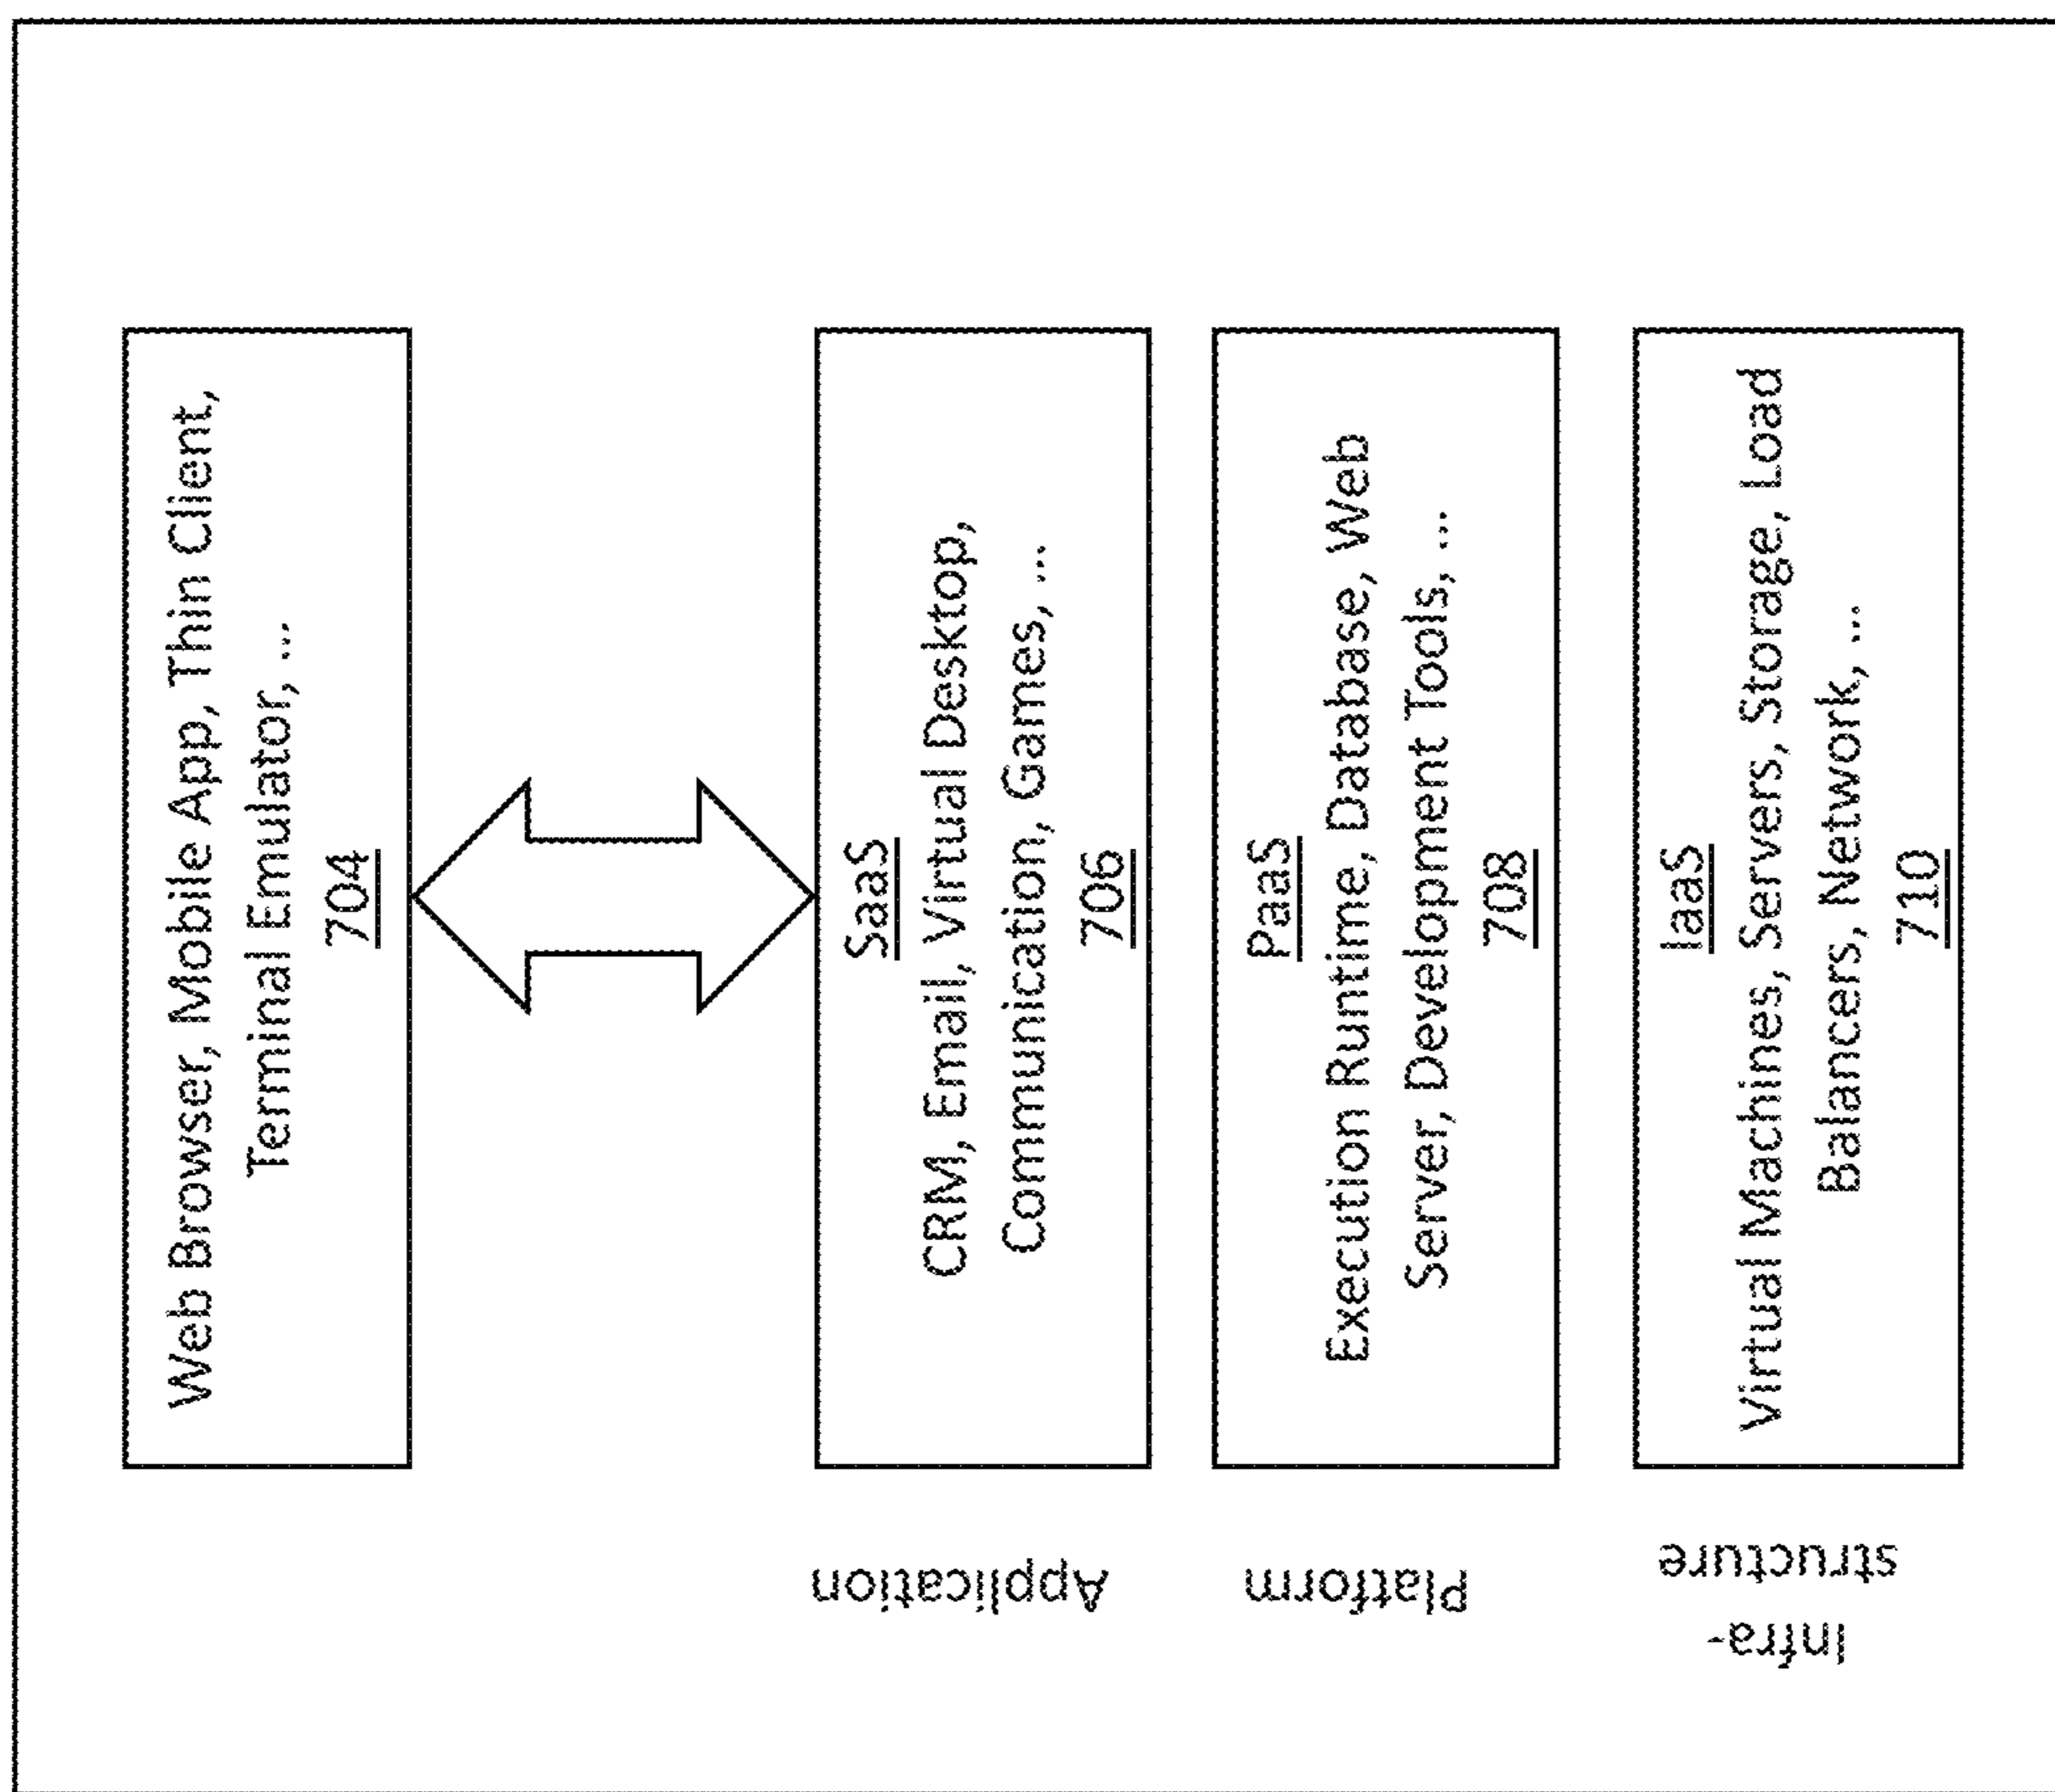 Web Browser, Mobile App, Thin Client,
Terminal Emulator, ...
704
Application
SaaS
CRM, Email, Virtual Desktop,
Communication, Games, ...
706
Platform
PaaS
Execution Runtime, Database, Web
Server, Development Tools, ...
708
Infra-
structure
IaaS
Virtual Machines, Servers, Storage, Load
Balancers, Network, ...
710